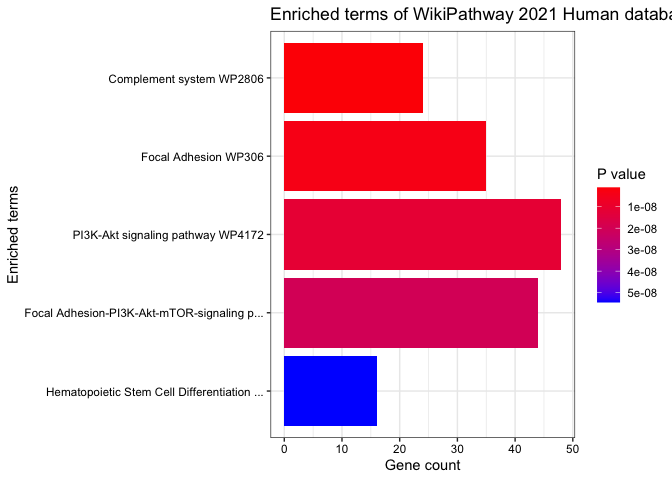 Enriched terms of WikiPathway 2021 Human databa
Complement system WP2806
Focal Adhesion WP306
PI3K-Akt signaling pathway WP4172
Focal Adhesion-PI3K-Akt-mTOR-signaling p...
Hematopoietic Stem Cell Differentiation ...
Enriched terms
0 10 20 30 40 50
Gene count
P value
1e-08
2e-08
3e-08
4e-08
5e-08